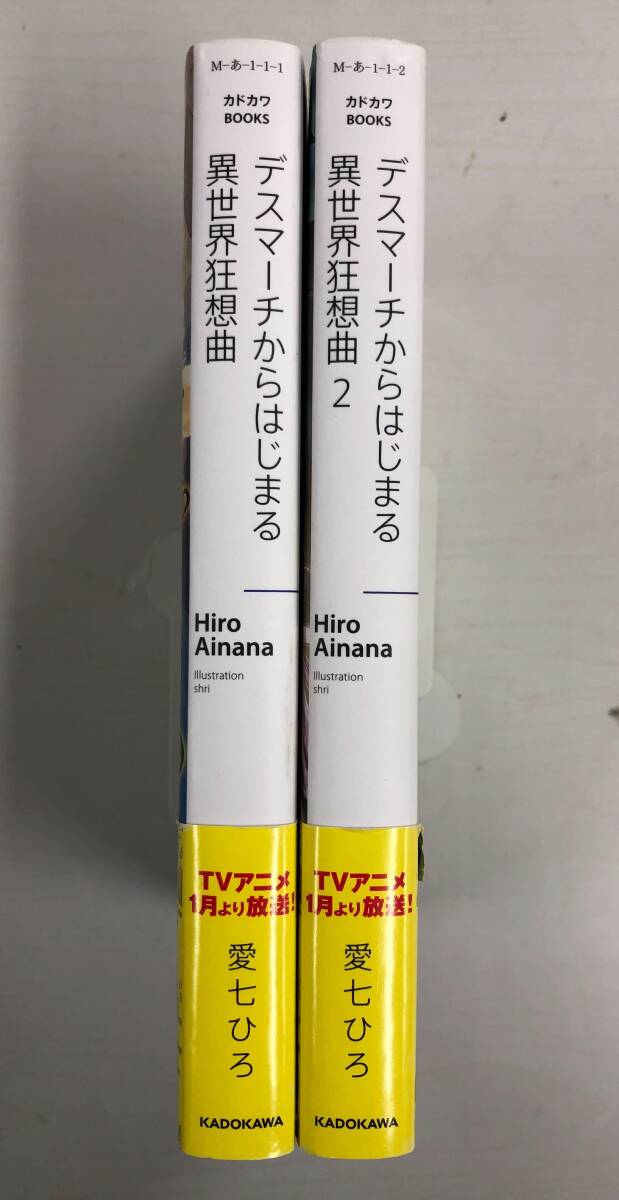 M-あ-1-1-1
カドカワ
BOOKS
デスマーチからはじまる
異世界狂想曲
Hiro
Ainana
Illustration
shri
TVアニメ
1月より放送!
愛七ひろ
KADOKAWA
M-あ-1-1-2
カドカワ
BOOKS
デスマーチからはじまる
異世界狂想曲 2
Hiro
Ainana
Illustration
shri
TVアニメ
1月より放送!
愛七ひろ
KADOKAWA